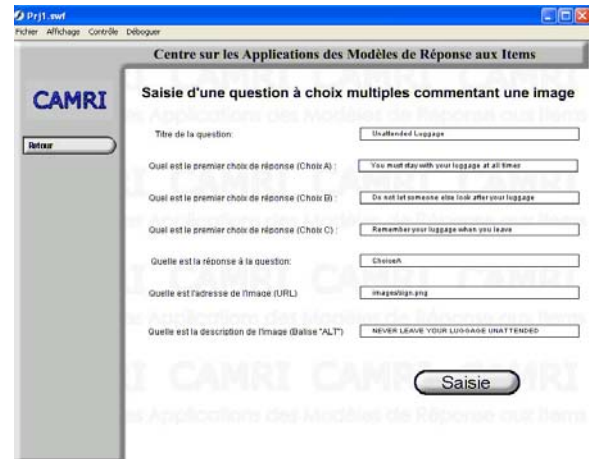 Prj1.swf
Fichier Affichage Contrôle Déboguer
Centre sur les Applications des Modèles de Réponse aux Items
CAMRI
Retour
Saisie d'une question à choix multiples commentant une image
Titre de la question:
Unattended Luggage
Quel est le premier choix de réponse (Choix A) :
You must stay with your luggage at all times
Quel est le premier choix de réponse (Choix B) :
Do not let someone else look after your luggage
Quel est le premier choix de réponse (Choix C) :
Remember your luggage when you leave
Quelle est la réponse à la question:
ChoiceA
Quelle est l'adresse de l'image (URL)
images/sign.png
Quelle est la description de l'image (Balise "ALT")
NEVER LEAVE YOUR LUGGAGE UNATTENDED
Saisie